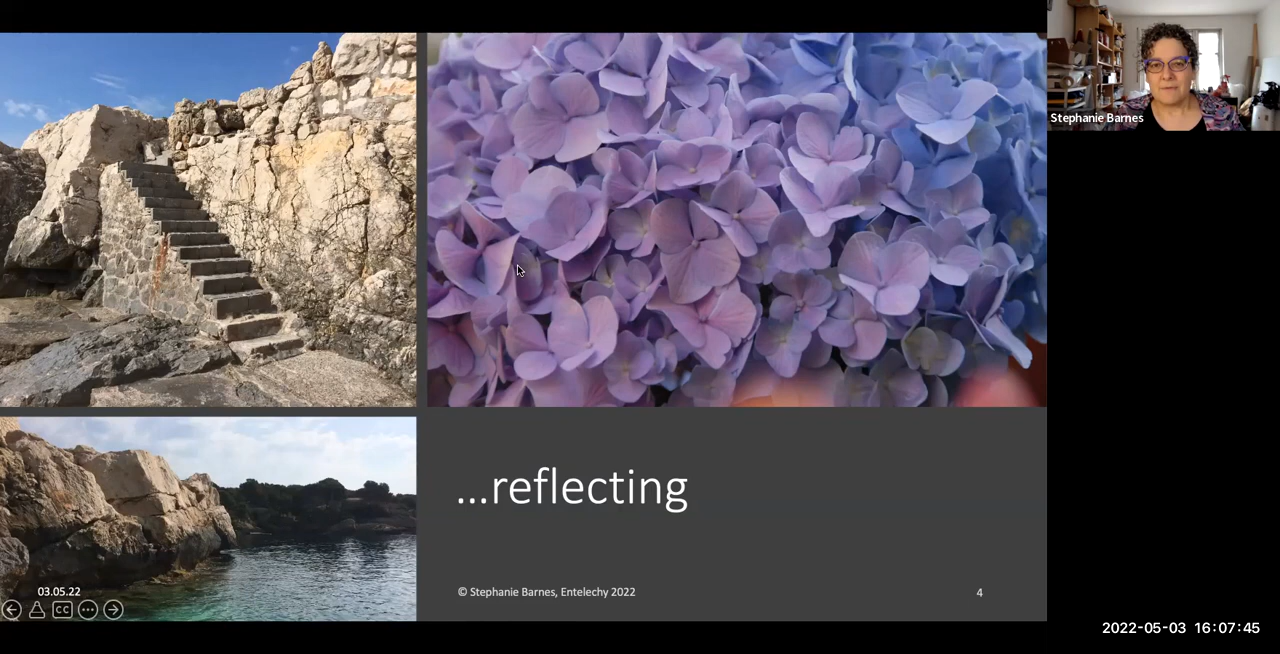 Stephanie Barnes
...reflecting
03.05.22
© Stephanie Barnes, Entelechy 2022
4
CC
2022-05-03 16:07:45